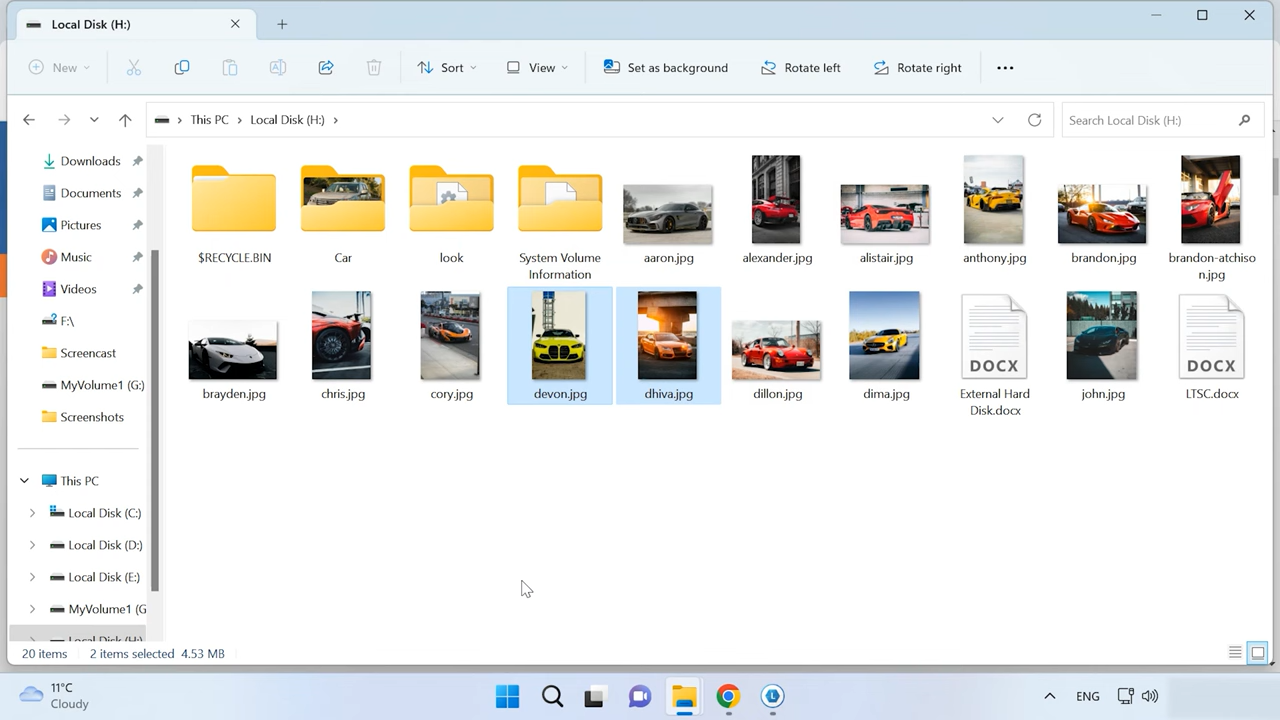 Local Disk (H:)
New
Sort
View
Set as background
Rotate left
Rotate right
This PC
Local Disk (H:)
Search Local Disk (H:)
Downloads
Documents
Pictures
Music
Videos
F:\
Screencast
MyVolume1 (G:)
Screenshots
This PC
Local Disk (C:)
Local Disk (D:)
Local Disk (E:)
MyVolume1 (G
Local Disk (H:)
$RECYCLE.BIN
Car
look
System Volume
Information
aaron.jpg
alexander.jpg
alistair.jpg
anthony.jpg
brandon.jpg
brandon-atchiso
n.jpg
brayden.jpg
chris.jpg
cory.jpg
devon.jpg
dhiva.jpg
dillon.jpg
dima.jpg
DOCX
External Hard
Disk.docx
john.jpg
DOCX
LTSC.docx
20 items
2 items selected 4.53 MB
11°C
Cloudy
ENG